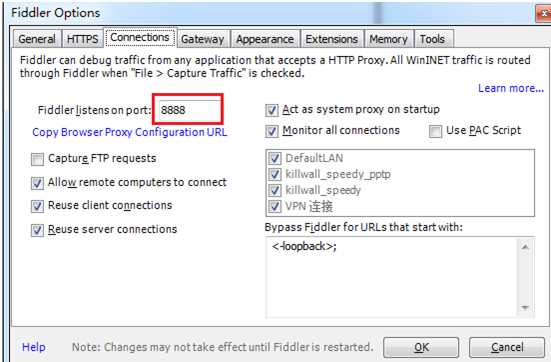 Fiddler Options
General HTTPS Connections Gateway Appearance Extensions Memory Tools
Fiddler can debug traffic from any application that accepts a HTTP Proxy. All WinINET traffic is routed
through Fiddler when "File > Capture Traffic" is checked.
Learn more...
Fiddler listens on port: 8888
Copy Browser Proxy Configuration URL
Capture FTP requests
Allow remote computers to connect
Reuse client connections
Reuse server connections
Act as system proxy on startup
Monitor all connections Use PAC Script
DefaultLAN
killwall_speedy_pptp
killwall_speedy
VPN 连接
Bypass Fiddler for URLs that start with:
<-loopback>;
Help Note: Changes may not take effect until Fiddler is restarted. OK Cancel